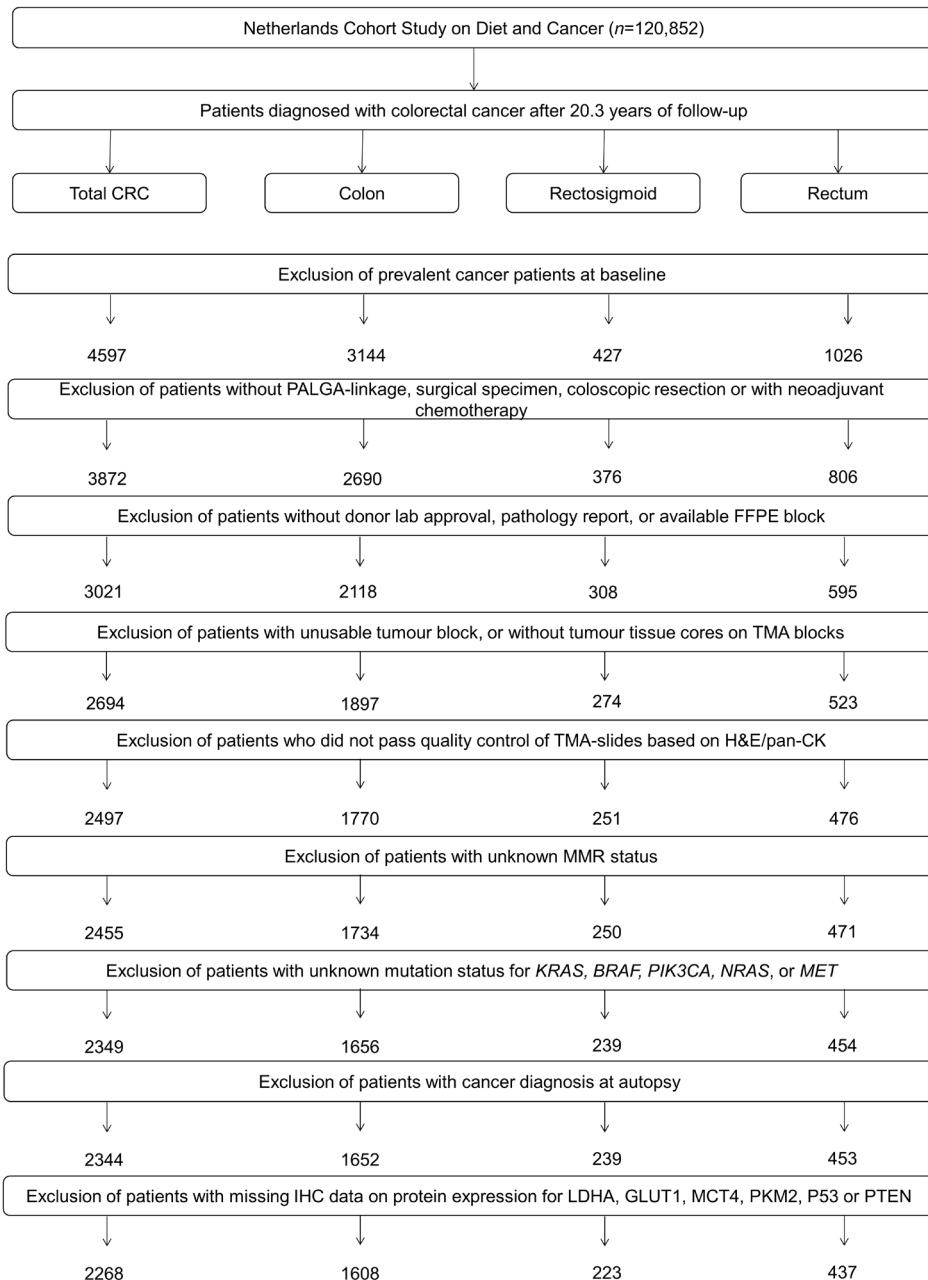 Netherlands Cohort Study on Diet and Cancer (n=120,852)
Patients diagnosed with colorectal cancer after 20.3 years of follow-up
Total CRC Colon Rectosigmoid Rectum
Exclusion of prevalent cancer patients at baseline
4597 3144 427 1026
Exclusion of patients without PALGA-linkage, surgical specimen, coloscopic resection or with neoadjuvant
chemotherapy
3872 2690 376 806
Exclusion of patients without donor lab approval, pathology report, or available FFPE block
3021 2118 308 595
Exclusion of patients with unusable tumour block, or without tumour tissue cores on TMA blocks
2694 1897 274 523
Exclusion of patients who did not pass quality control of TMA-slides based on H&E/pan-CK
2497 1770 251 476
Exclusion of patients with unknown MMR status
2455 1734 250 471
Exclusion of patients with unknown mutation status for KRAS, BRAF, PIK3CA, NRAS, or MET
2349 1656 239 454
Exclusion of patients with cancer diagnosis at autopsy
2344 1652 239 453
Exclusion of patients with missing IHC data on protein expression for LDHA, GLUT1, MCT4, PKM2, P53 or PTEN
2268 1608 223 437